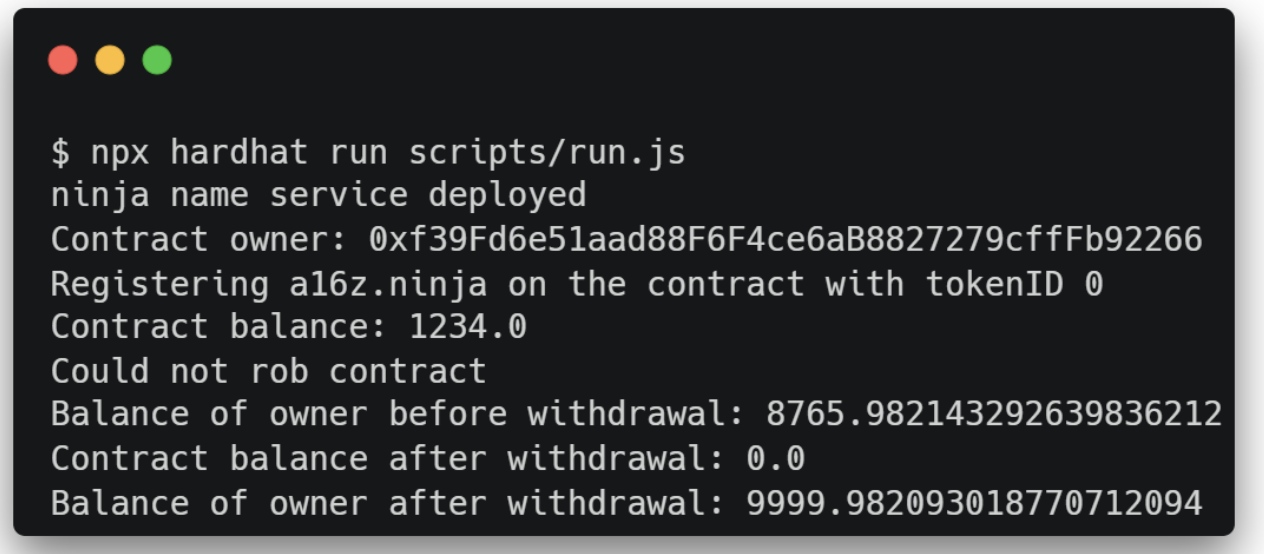 $ npx hardhat run scripts/run.js
ninja name service deployed
Contract owner: 0xf39Fd6e51aad88F6F4ce6aB8827279cffFb92266
Registering a16z.ninja on the contract with tokenID 0
Contract balance: 1234.0
Could not rob contract
Balance of owner before withdrawal: 8765.982143292639836212
Contract balance after withdrawal: 0.0
Balance of owner after withdrawal: 9999.982093018770712094